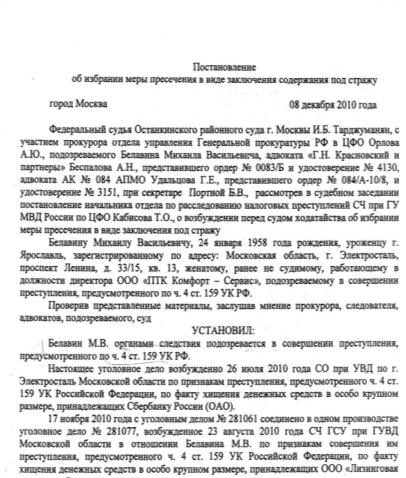 Постановление
об избрании меры пресечения в виде заключения содержания под стражу
город Москва 08 декабря 2010 года
Федеральный судья Останкинского районного суда г. Москвы И.Б. Тарджуманян, с
участием прокурора отдела управления Генеральной прокуратуры РФ в ЦФО Орлова
А.Ю., подозреваемого Белавина Михаила Васильевича, адвоката «Г.Н. Красновский и
партнеры» Беспалова А.Н., представившего ордер № 0083/Б и удостоверение № 4130,
адвоката АК № 084 АПМО Удальцова Г.Е., представившего ордер № 084/А-10/8, и
удостоверение № 3151, при секретаре Портной Б.В., рассмотрев в судебном заседании
постановление начальника отдела по расследованию налоговых преступлений СЧ при ГУ
МВД России по ЦФО Кабисова Т.О., о возбуждении перед судом ходатайства об избрании
меры пресечения в виде заключения под стражу
Белавину Михаилу Васильевичу, 24 января 1958 года рождения, уроженцу г.
Ярославль, зарегистрированному по адресу: Московская область, г. Электросталь,
проспект Ленина, д. 33/15, кв. 13, женатому, ранее не судимому, работающему в
должности директора ООО «ПТК Комфорт – Сервис», подозреваемому в совершении
преступления, предусмотренного по ч. 4 ст. 159 УК РФ.
Проверив представленные материалы, заслушав мнение прокурора, следователя,
адвокатов, подозреваемого, суд
УСТАНОВИЛ:
Белавин М.В. органами следствия подозревается в совершении преступления,
предусмотренного по ч. 4 ст. 159 УК РФ.
Настоящее уголовное дело возбужденно 26 июля 2010 года СО при УВД по г.
Электросталь Московской области по признакам преступления, предусмотренного ч. 4 ст.
159 УК Российской Федерации, по факту хищения денежных средств в особо крупном
размере, принадлежащих Сбербанку России (ОАО).
17 ноября 2010 года с уголовным делом № 281061 соединено в одном производстве
уголовное дело № 281077, возбужденное 23 августа 2010 года СЧ ГСУ при ГУВД
Московской области в отношении Белавина М.В. по признакам совершения им
преступления, предусмотренного ч. 4 ст. 159 УК Российской Федерации, по факту
хищения денежных средств в особо крупном размере, принадлежащих ООО «Лизинговая